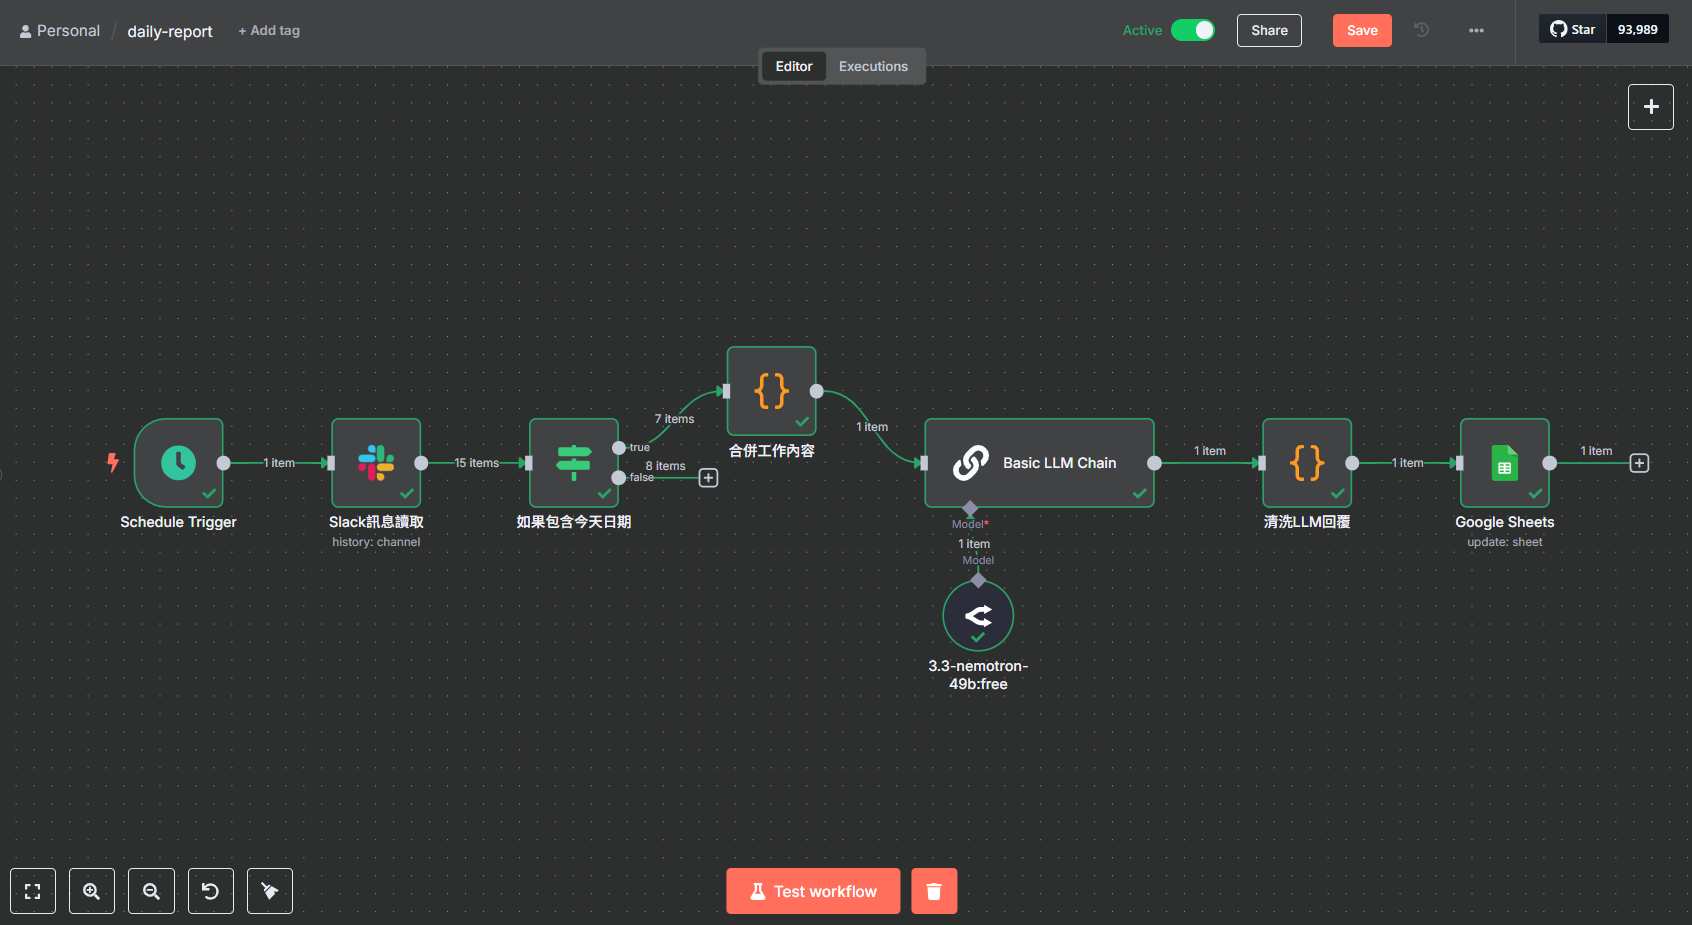 Personal / daily-report + Add tag
Active Share Save Star 93,989
Editor Executions
7 items
1 item
合併工作內容
true
1 item
15 items
8 items
false
Basic LLM Chain
1 item
1 item
1 item
Schedule Trigger
Slack訊息讀取
history: channel
如果包含今天日期
Model*
1 item
Model
清洗LLM回覆
Google Sheets
update: sheet
3.3-nemotron-
49b:free
Test workflow